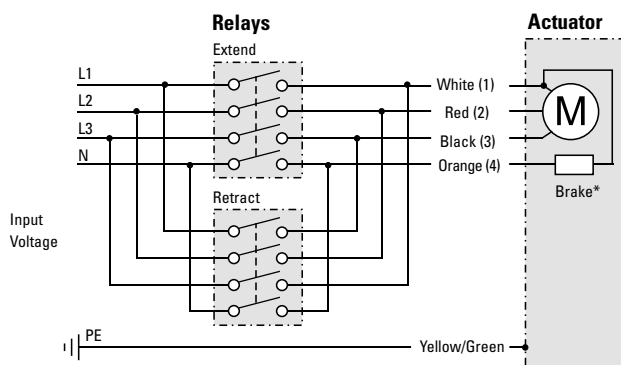 Relays
Actuator
Extend
L1
White (1)
L2
Red (2)
M
L3
Black (3)
N
Orange (4)
Brake*
Retract
Input
Voltage
PE
Yellow/Green